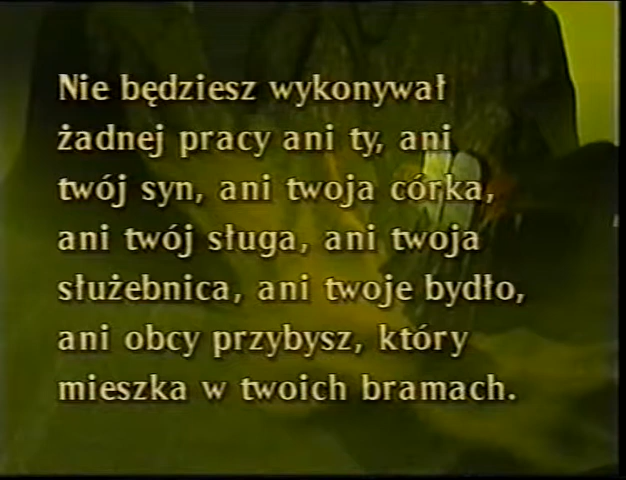 Nie będziesz wykonywał
żadnej pracy ani ty, ani
twój syn, ani twoja córka,
ani twój sługa, ani twoja
służebnica, ani twoje bydło,
ani obcy przybysz, który
mieszka w twoich bramach.